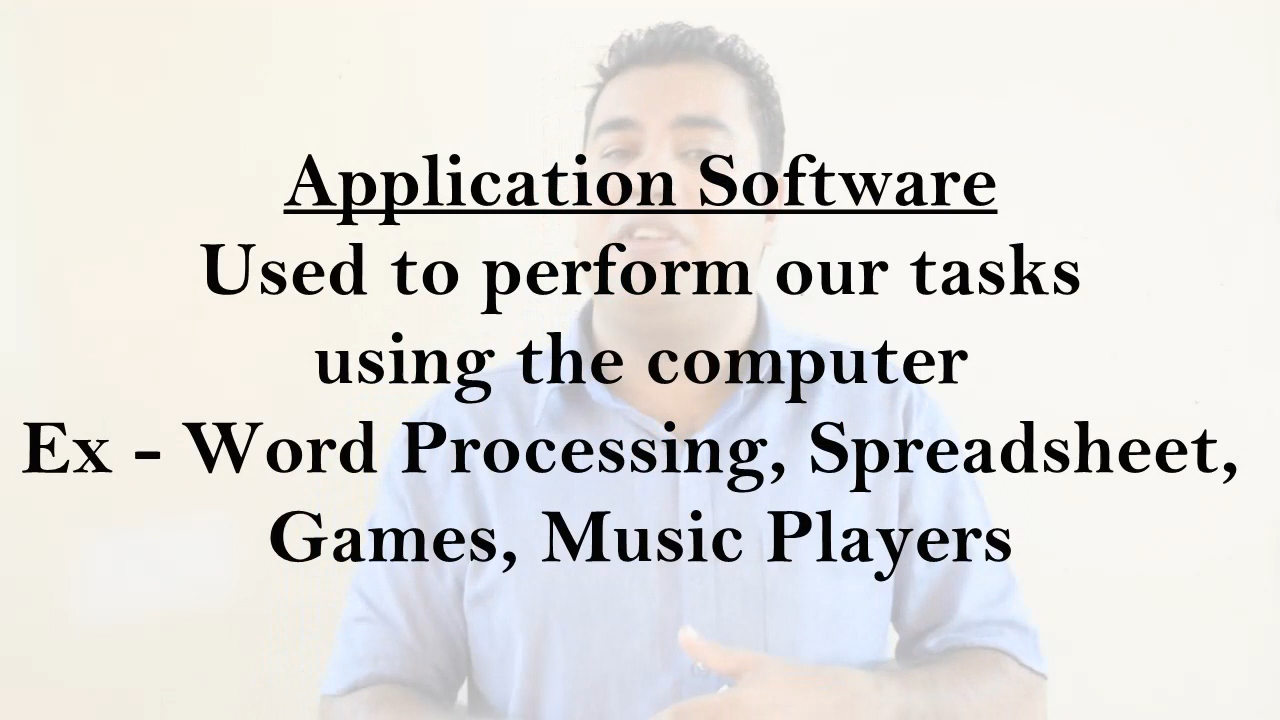 Application Software
Used to perform our tasks
using the computer
Ex - Word Processing, Spreadsheet,
Games, Music Players